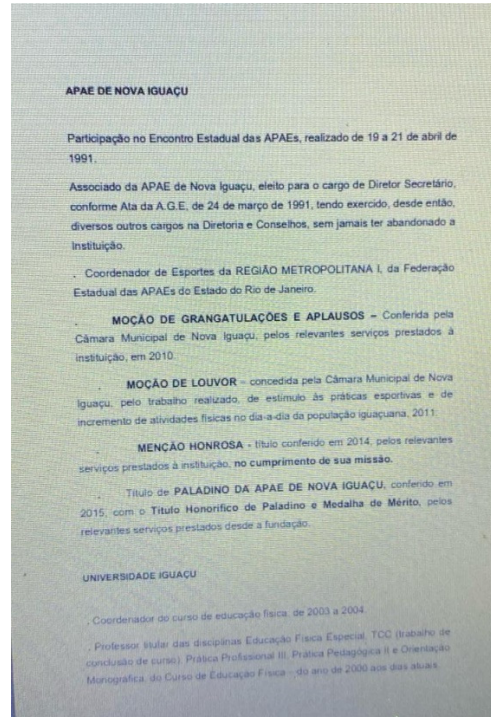 APAE DE NOVA IGUAÇU
Participação no Encontro Estadual das APAEs, realizado de 19 a 21 de abril de
1991.
Associado da APAE de Nova Iguaçu, eleito para o cargo de Diretor Secretário,
conforme Ata da A.G.E, de 24 de março de 1991, tendo exercido, desde então,
diversos outros cargos na Diretoria e Conselhos, sem jamais ter abandonado a
Instituição.
. Coordenador de Esportes da REGIÃO METROPOLITANA I, da Federação
Estadual das APAEs do Estado do Rio de Janeiro.
. MOÇÃO DE GRANGATULAÇÕES E APLAUSOS – Conferida pela
Câmara Municipal de Nova Iguaçu, pelos relevantes serviços prestados à
instituição, em 2010.
. MOÇÃO DE LOUVOR – concedida pela Câmara Municipal de Nova
Iguaçu, pelo trabalho realizado, de estimulo às práticas esportivas e de
incremento de atividades físicas no dia-a-dia da população iguaçuana, 2011.
. MENÇÃO HONROSA - título conferido em 2014, pelos relevantes
serviços prestados à instituição, no cumprimento de sua missão.
. Título de PALADINO DA APAE DE NOVA IGUAÇU, conferido em
2015, com o Título Honorífico de Paladino e Medalha de Mérito, pelos
relevantes serviços prestados desde a fundação.
UNIVERSIDADE IGUAÇU
. Coordenador do curso de educação física, de 2003 a 2004.
. Professor titular das disciplinas Educação Física Especial, TCC (trabalho de
conclusão de curso), Prática Profissional III, Prática Pedagógica II e Orientação
Monográfica, do Curso de Educação Física – do ano de 2000 aos dias atuais.